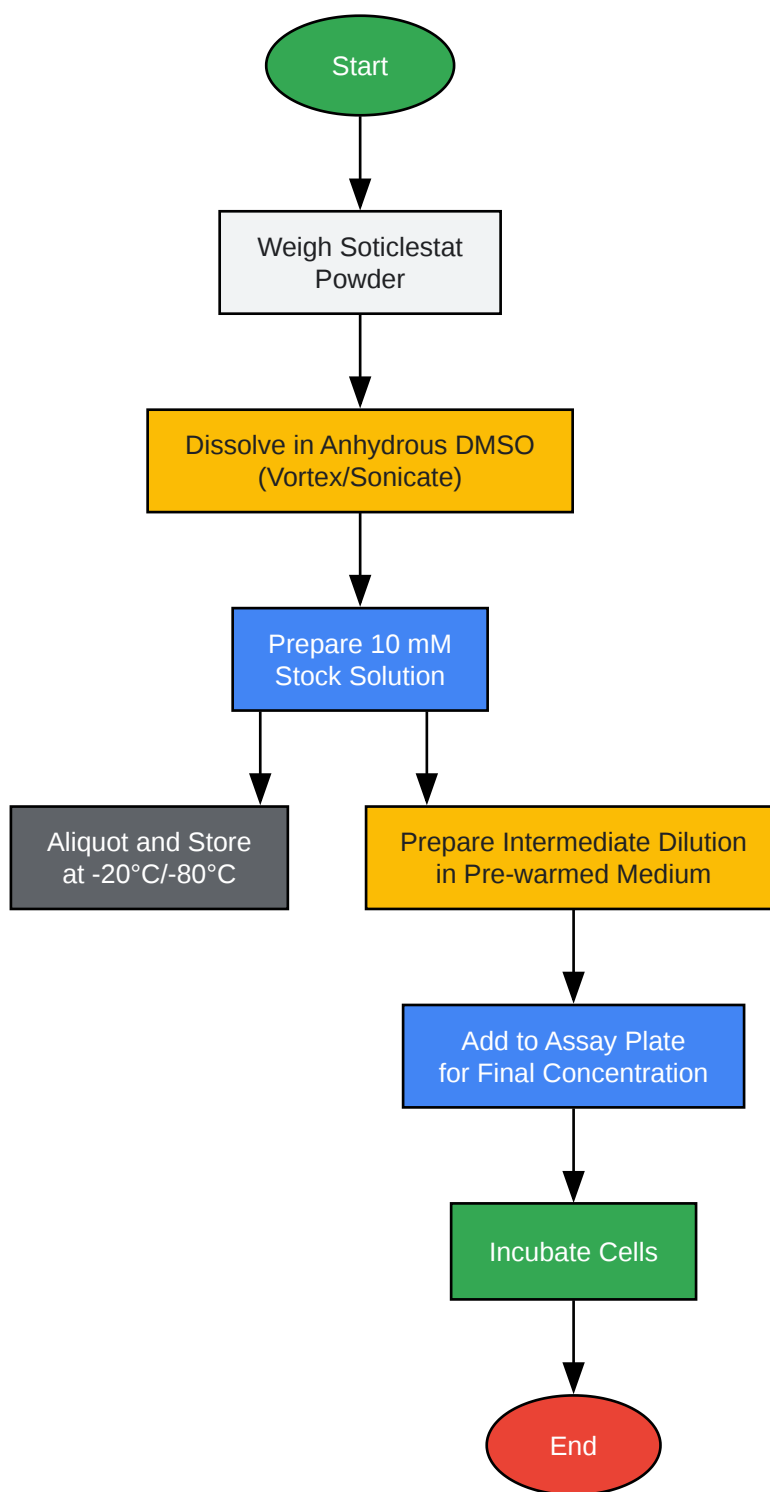 Start
Weigh Soticlestat
Powder
Dissolve in Anhydrous DMSO
(Vortex/Sonicate)
Prepare 10 mM
Stock Solution
Aliquot and Store
at -20°C/-80°C
Prepare Intermediate Dilution
in Pre-warmed Medium
Add to Assay Plate
for Final Concentration
Incubate Cells
End